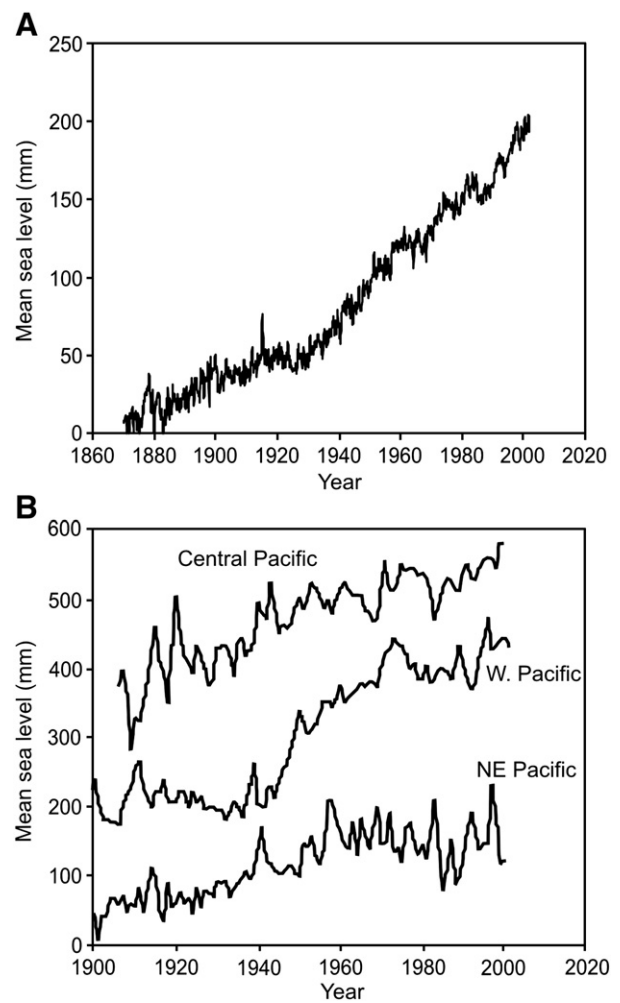 A
250
200
150
100
50
0
Mean sea level (mm)
1860 1880 1900 1920 1940 1960 1980 2000 2020
Year
B
600
500
400
300
200
100
0
Mean sea level (mm)
Central Pacific
W. Pacific
NE Pacific
1900 1920 1940 1960 1980 2000 2020
Year